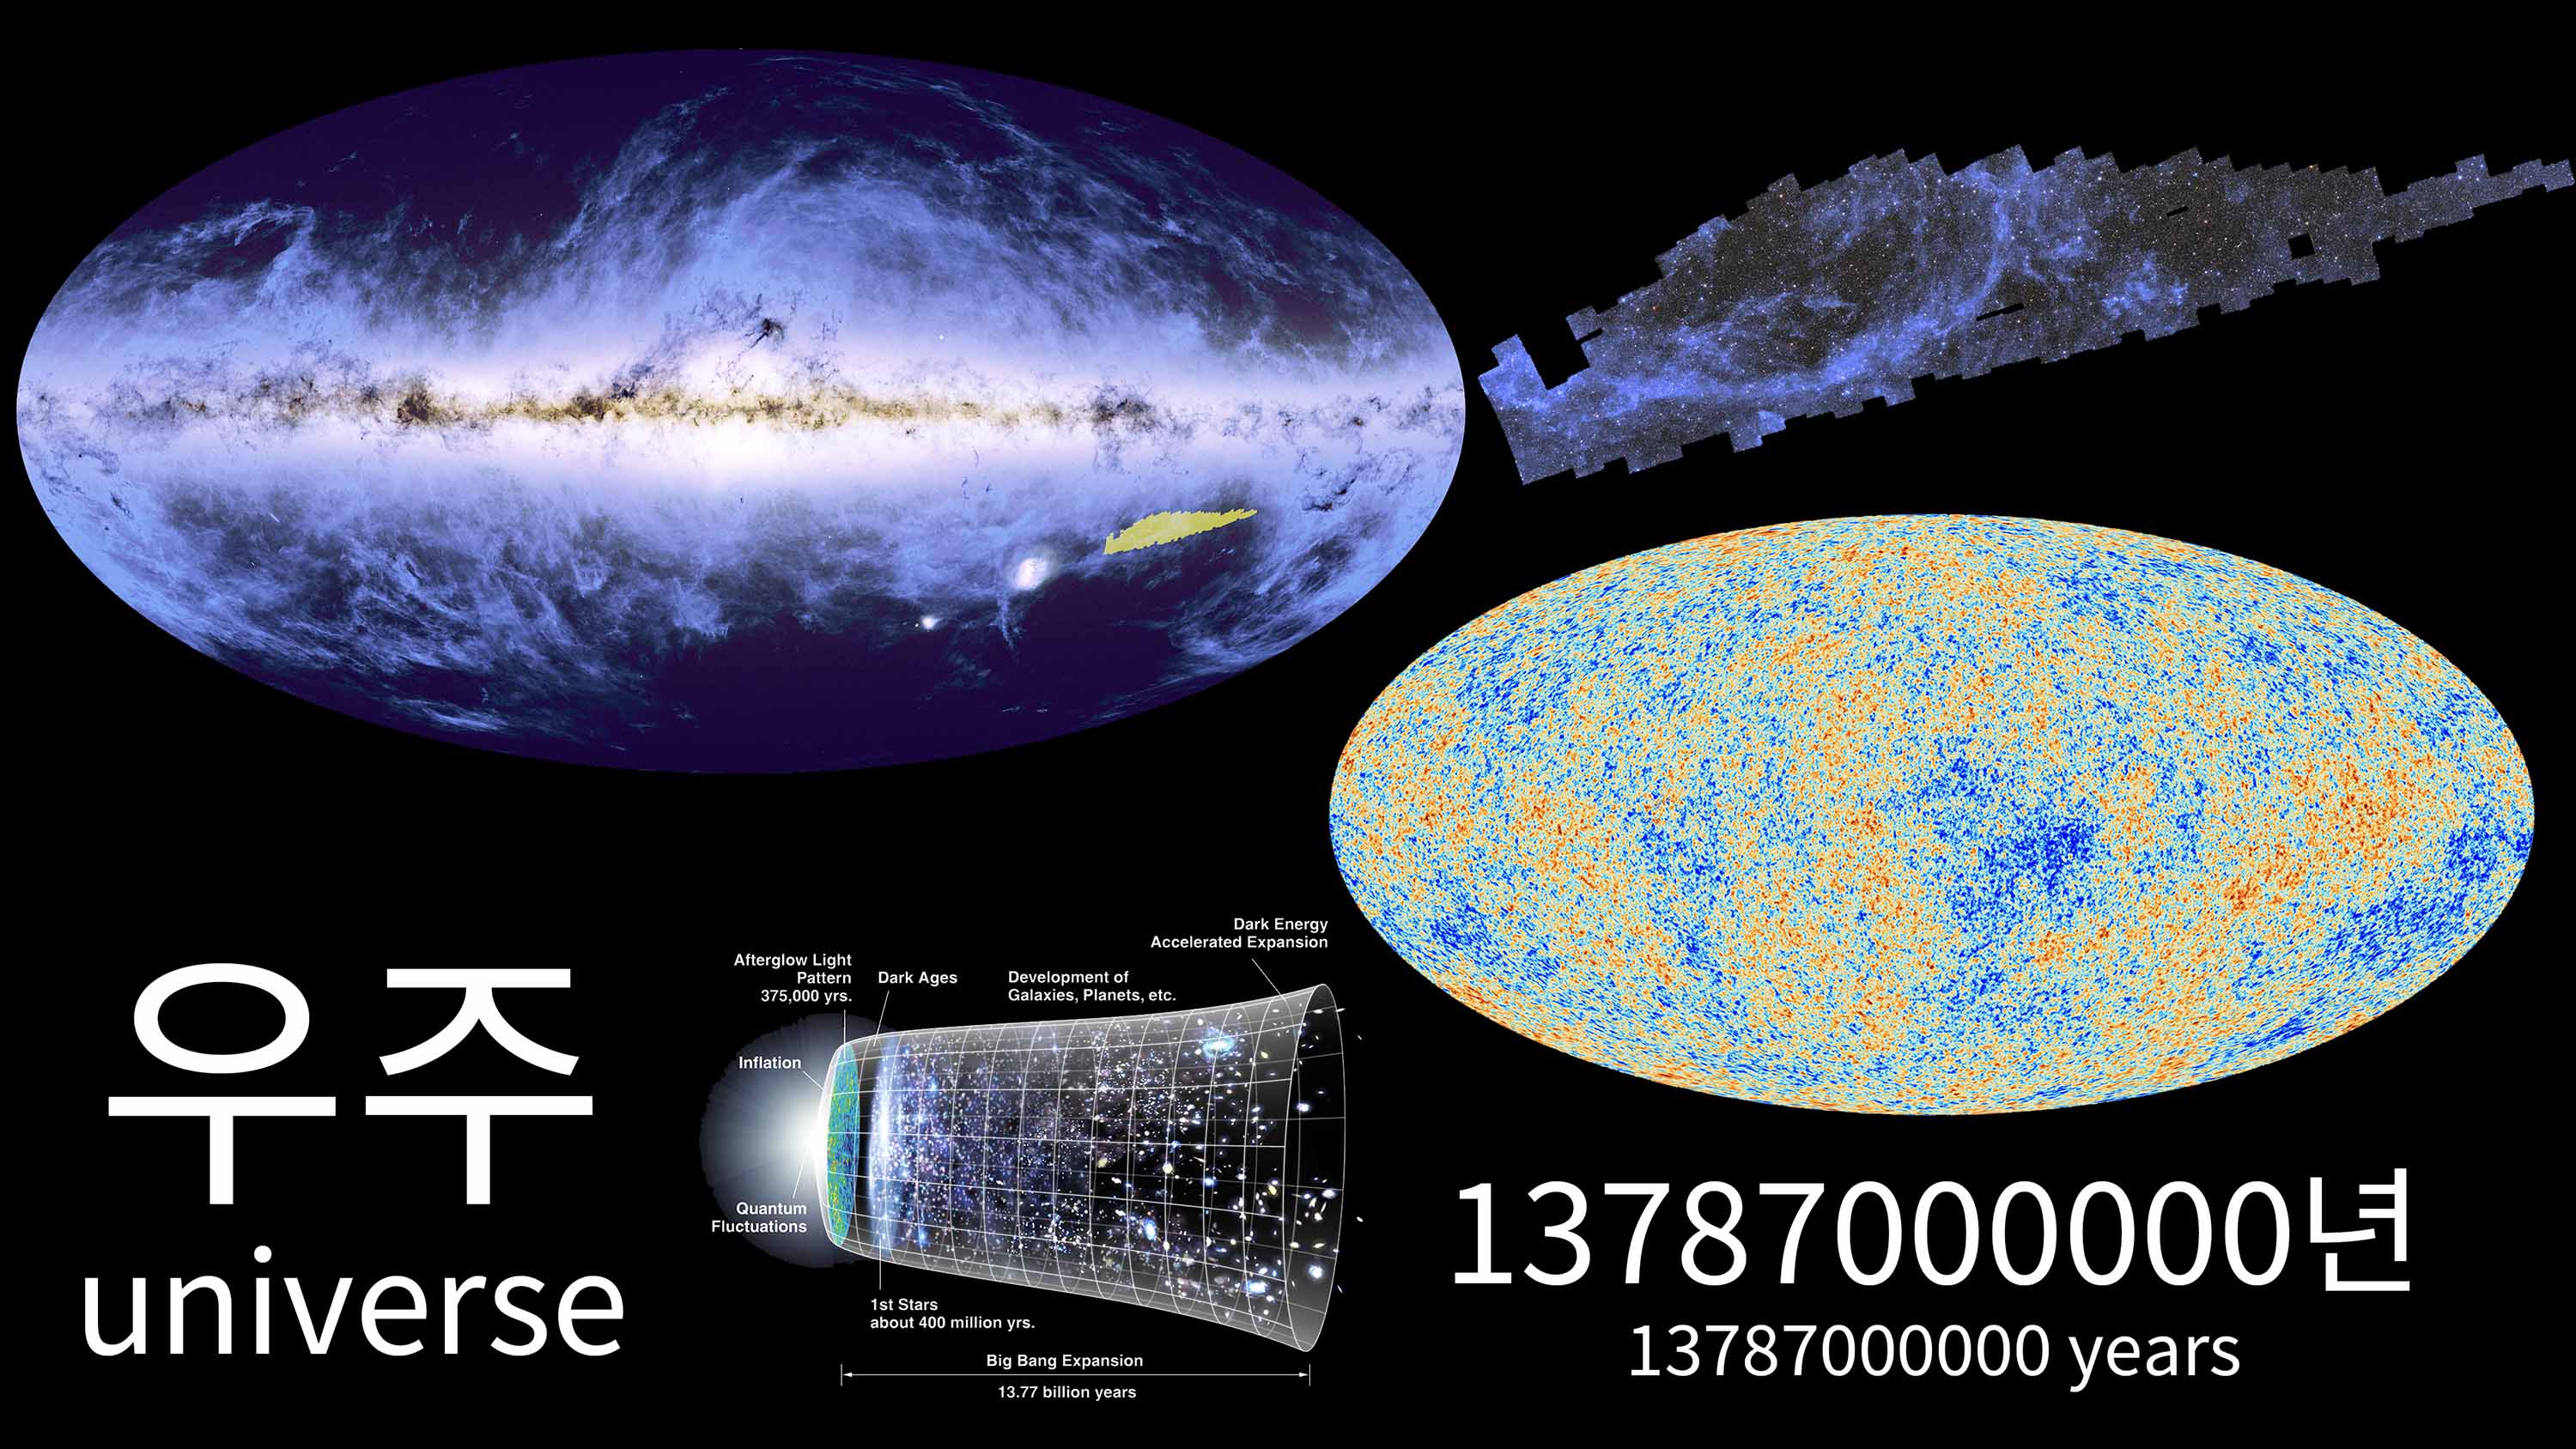 우주
universe
Afterglow Light
Pattern
375,000 yrs.
Dark Ages
Development of
Galaxies, Planets, etc.
Dark Energy
Accelerated Expansion
Inflation
Quantum
Fluctuations
1st Stars
about 400 million yrs.
Big Bang Expansion
13.77 billion years
13787000000년
13787000000 years